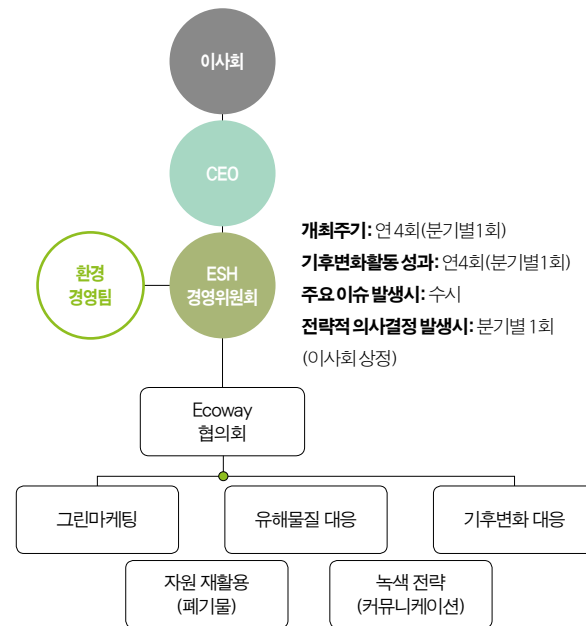 이사회
CEO
환경
경영팀
ESH
경영위원회
개최주기: 연 4회(분기별1회)
기후변화활동 성과: 연4회(분기별1회)
주요 이슈 발생시: 수시
전략적 의사결정 발생시: 분기별 1회
(이사회 상정)
Ecoway
협의회
그린마케팅
유해물질 대응
기후변화 대응
자원 재활용
(폐기물)
녹색 전략
(커뮤니케이션)